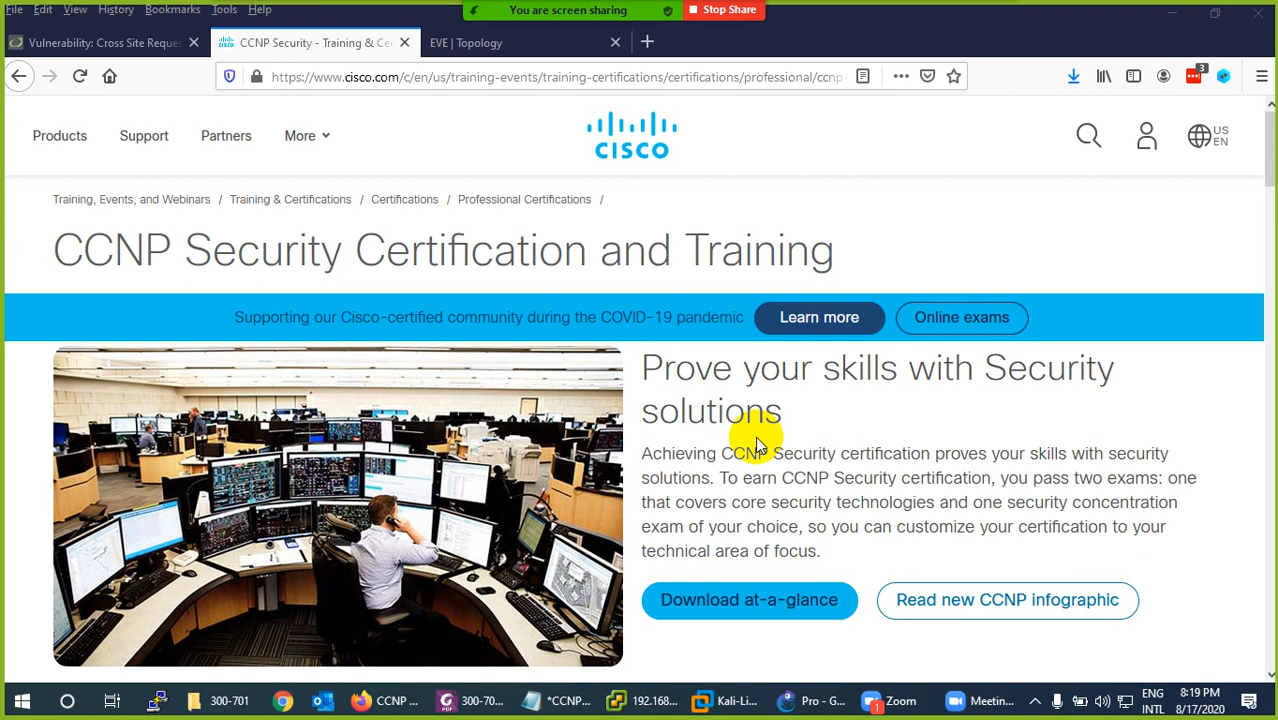 File Edit View History Bookmarks Tools Help
You are screen sharing
Stop Share
Vulnerability: Cross Site Reques
CCNP Security - Training & Cer
EVE | Topology
https://www.cisco.com/c/en/us/training-events/training-certifications/certifications/professional/ccnp-
3
Products Support Partners More
CISCO
US
EN
Training, Events, and Webinars / Training & Certifications / Certifications / Professional Certifications /
CCNP Security Certification and Training
Supporting our Cisco-certified community during the COVID-19 pandemic
Learn more
Online exams
Prove your skills with Security
solutions
Achieving CCNP Security certification proves your skills with security
solutions. To earn CCNP Security certification, you pass two exams: one
that covers core security technologies and one security concentration
exam of your choice, so you can customize your certification to your
technical area of focus.
Download at-a-glance
Read new CCNP infographic
300-701
CCNP ...
300-70...
*CCNP...
192.168...
Kali-Li...
Pro - G...
1
Zoom
Meetin...
ENG
INTL
8:19 PM
8/17/2020